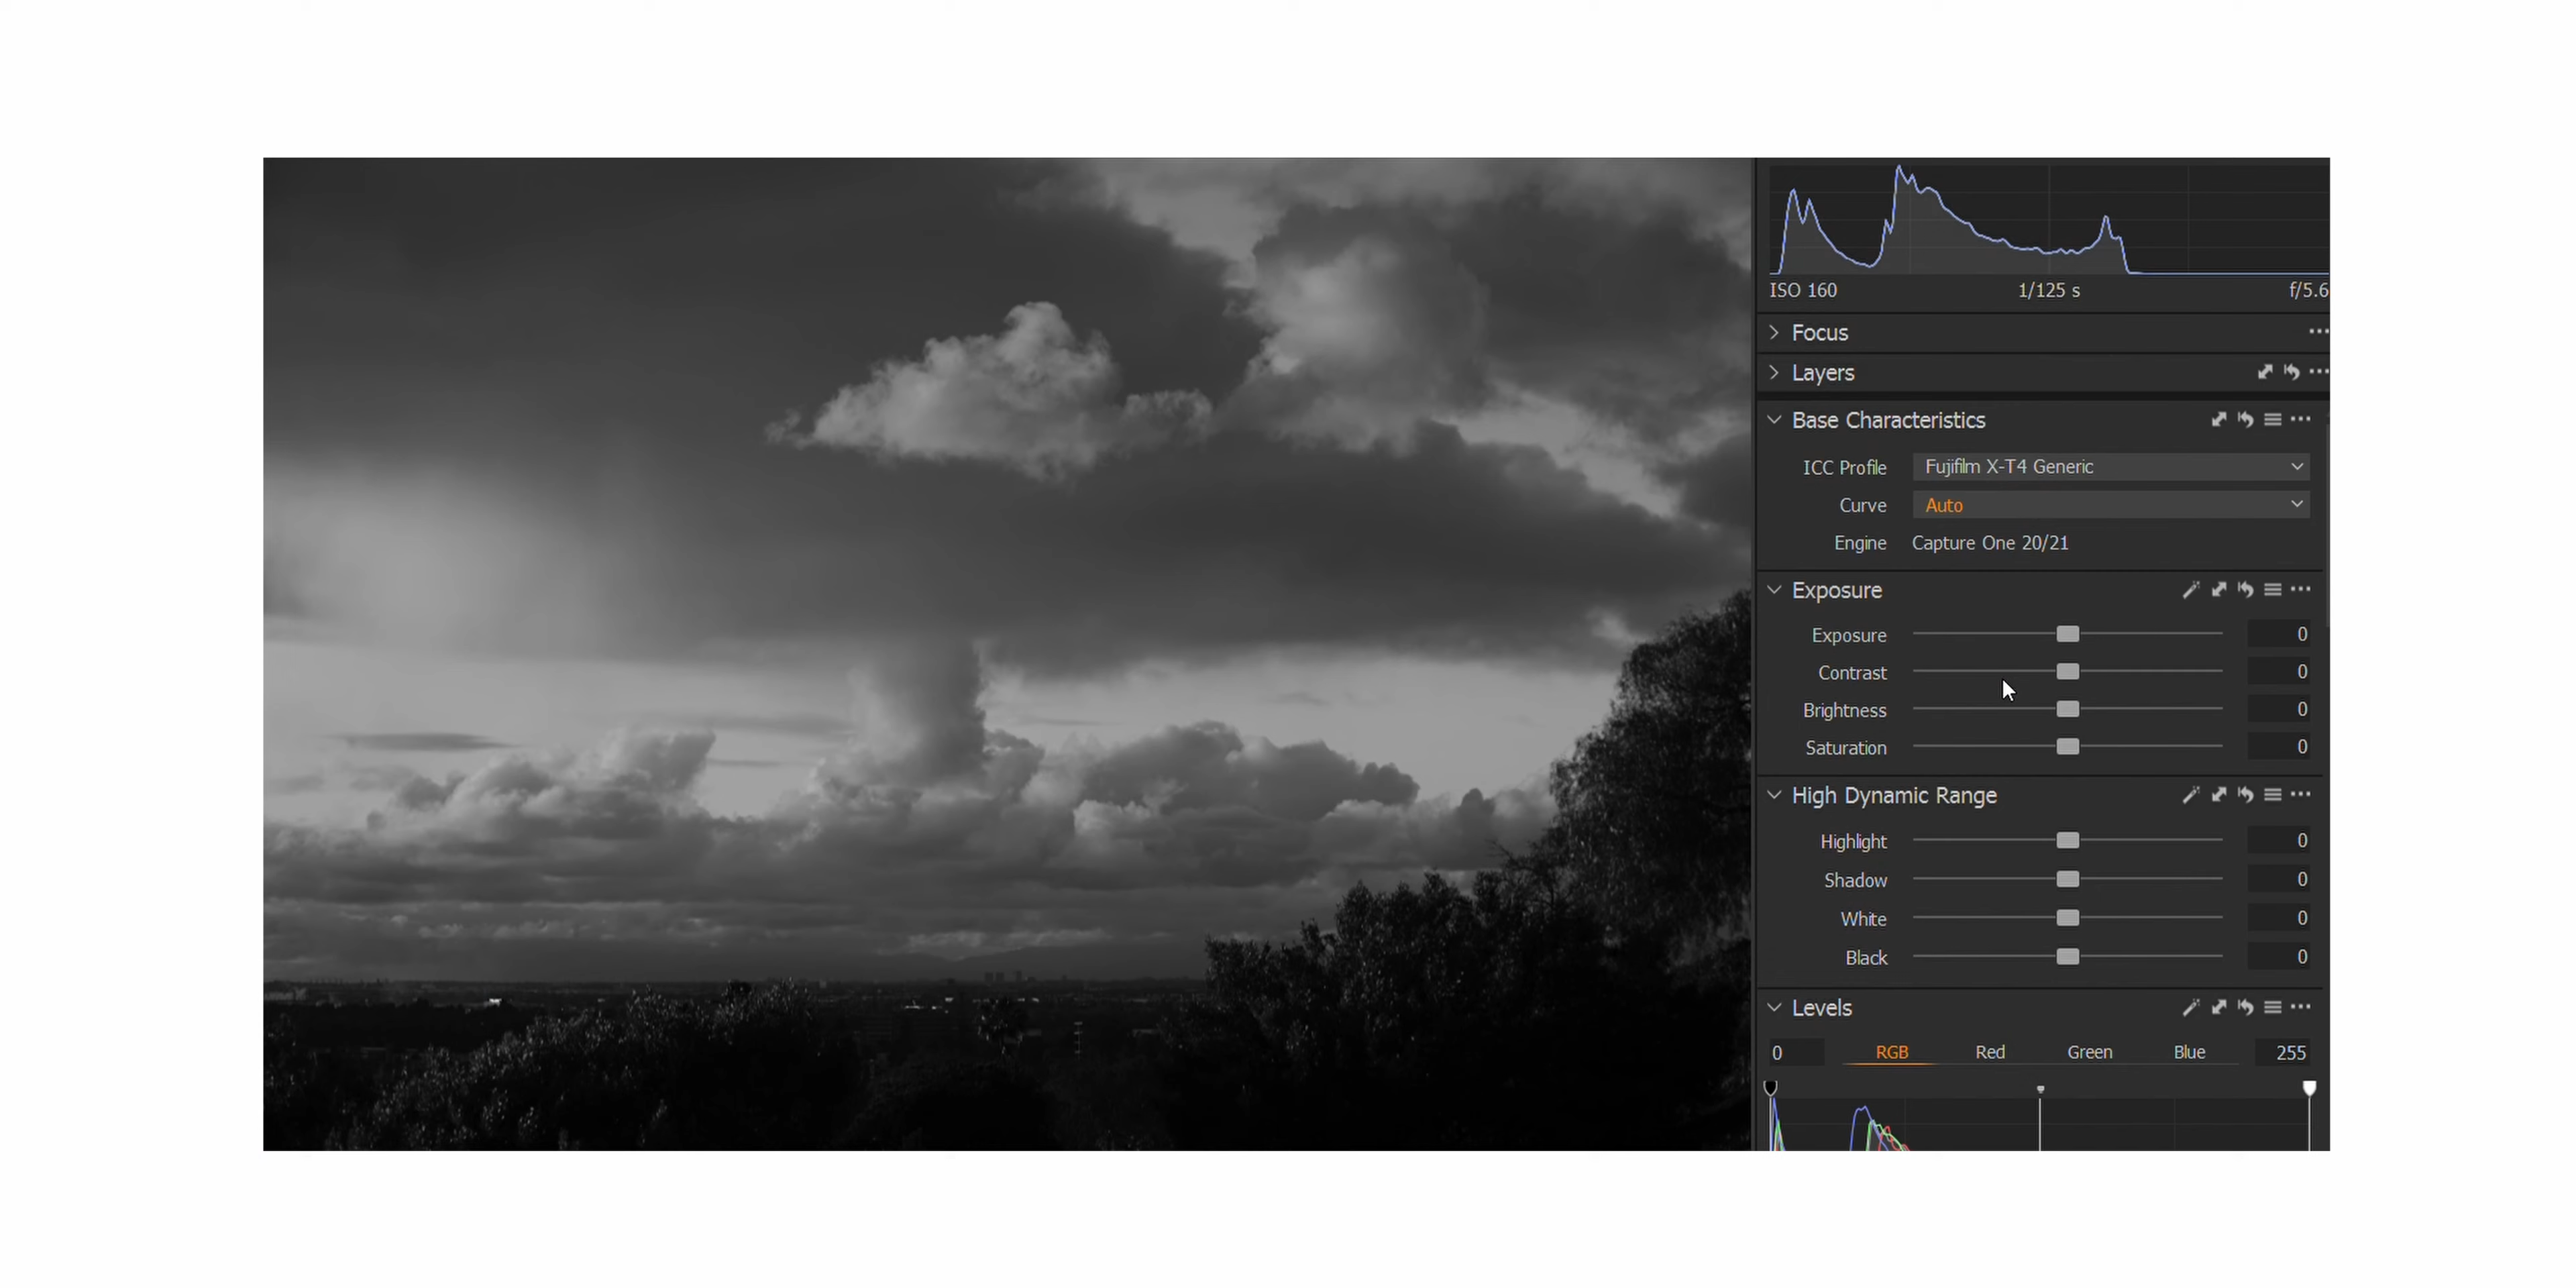 ISO 160 1/125 s f/5.6
Focus
Layers
Base Characteristics
ICC Profile Fujifilm X-T4 Generic
Curve Auto
Engine Capture One 20/21
Exposure
Exposure 0
Contrast 0
Brightness 0
Saturation 0
High Dynamic Range
Highlight 0
Shadow 0
White 0
Black 0
Levels
0 RGB Red Green Blue 255